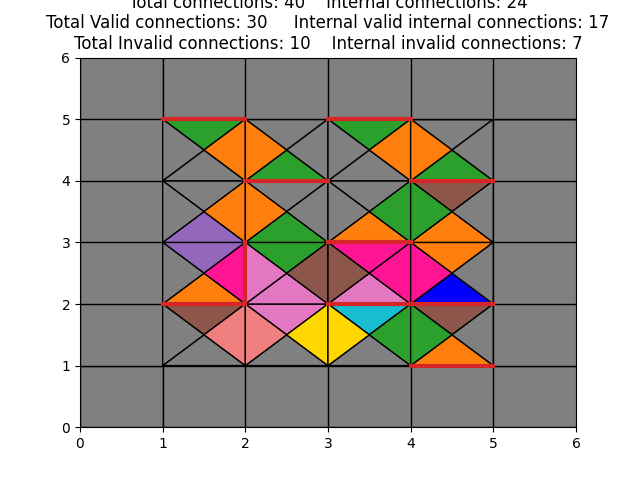 Total connections: 40 Internal connections: 24
Total Valid connections: 30 Internal valid internal connections: 17
Total Invalid connections: 10 Internal invalid connections: 7
6
5
4
3
2
1
0
0 1 2 3 4 5 6